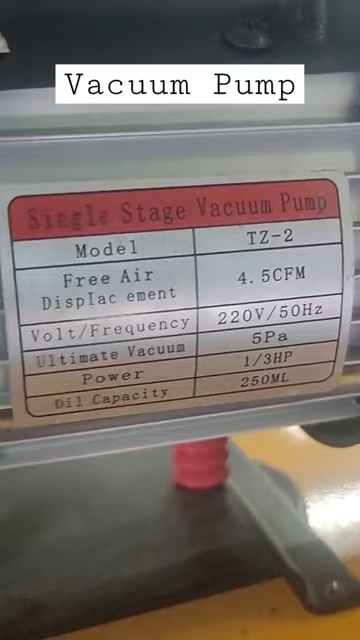 Vacuum Pump
Single Stage Vacuum Pump
Model TZ-2
Free Air
DispIac ement 4.5CFM
Volt/Frequency 220V/50Hz
Ultimate Vacuum 5Pa
Power 1/3HP
Oil Capacity 250ML